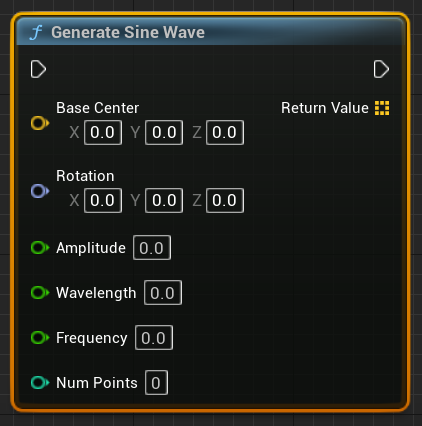 Generate Sine Wave
Base Center Return Value
X 0.0 Y 0.0 Z 0.0
Rotation
X 0.0 Y 0.0 Z 0.0
Amplitude 0.0
Wavelength 0.0
Frequency 0.0
Num Points 0